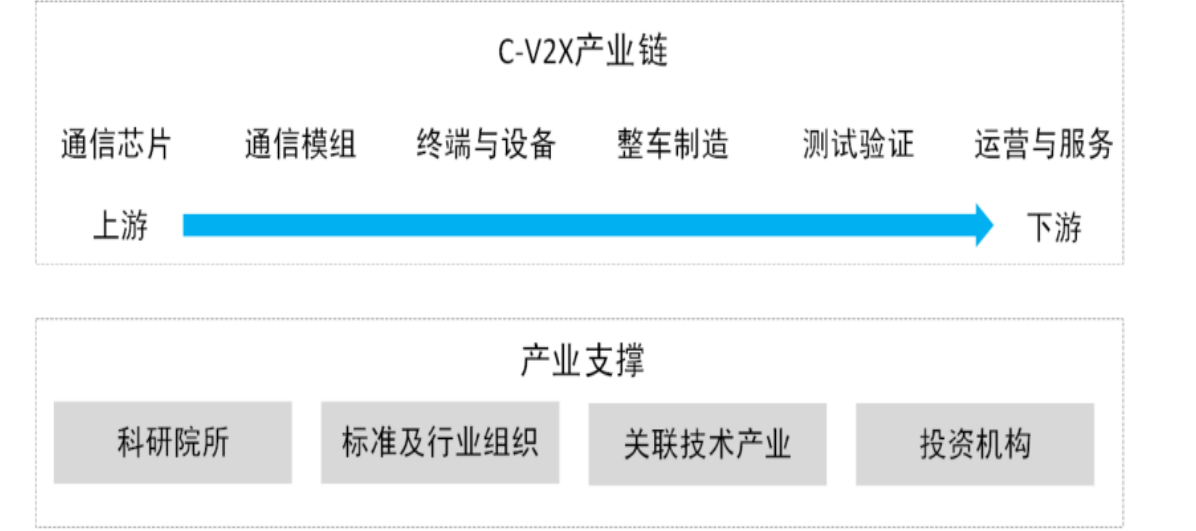 C-V2X产业链
通信芯片 通信模组 终端与设备 整车制造 测试验证 运营与服务
上游 下游
产业支撑
科研院所 标准及行业组织 关联技术产业 投资机构